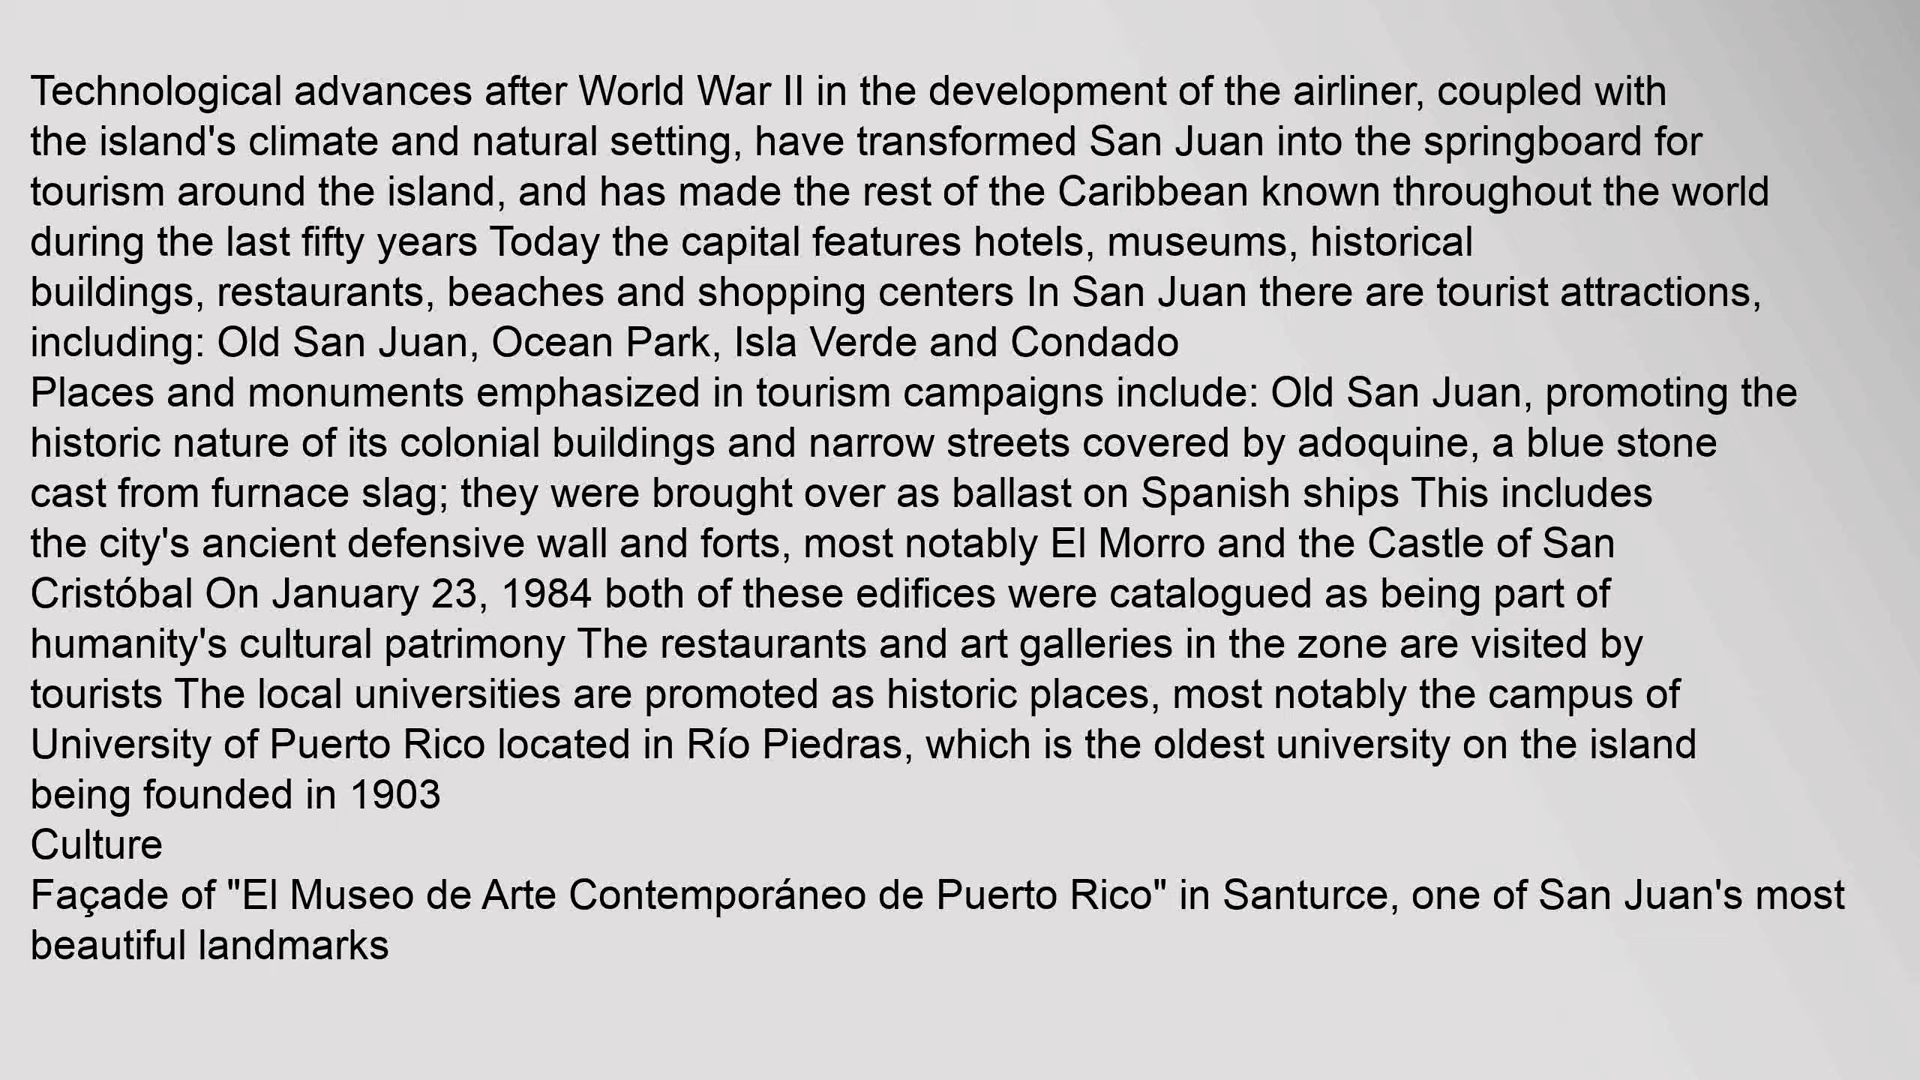 Technological advances after World War II in the development of the airliner, coupled with
the island's climate and natural setting, have transformed San Juan into the springboard for
tourism around the island, and has made the rest of the Caribbean known throughout the world
during the last fifty years Today the capital features hotels, museums, historical
buildings, restaurants, beaches and shopping centers In San Juan there are tourist attractions,
including: Old San Juan, Ocean Park, Isla Verde and Condado
Places and monuments emphasized in tourism campaigns include: Old San Juan, promoting the
historic nature of its colonial buildings and narrow streets covered by adoquine, a blue stone
cast from furnace slag; they were brought over as ballast on Spanish ships This includes
the city's ancient defensive wall and forts, most notably El Morro and the Castle of San
Cristóbal On January 23, 1984 both of these edifices were catalogued as being part of
humanity's cultural patrimony The restaurants and art galleries in the zone are visited by
tourists The local universities are promoted as historic places, most notably the campus of
University of Puerto Rico located in Río Piedras, which is the oldest university on the island
being founded in 1903
Culture
Façade of "El Museo de Arte Contemporáneo de Puerto Rico" in Santurce, one of San Juan's most
beautiful landmarks